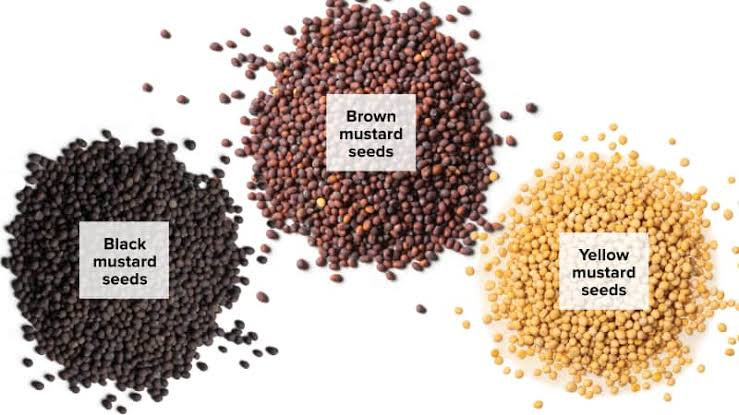 Black
mustard
seeds
Brown
mustard
seeds
Yellow
mustard
seeds